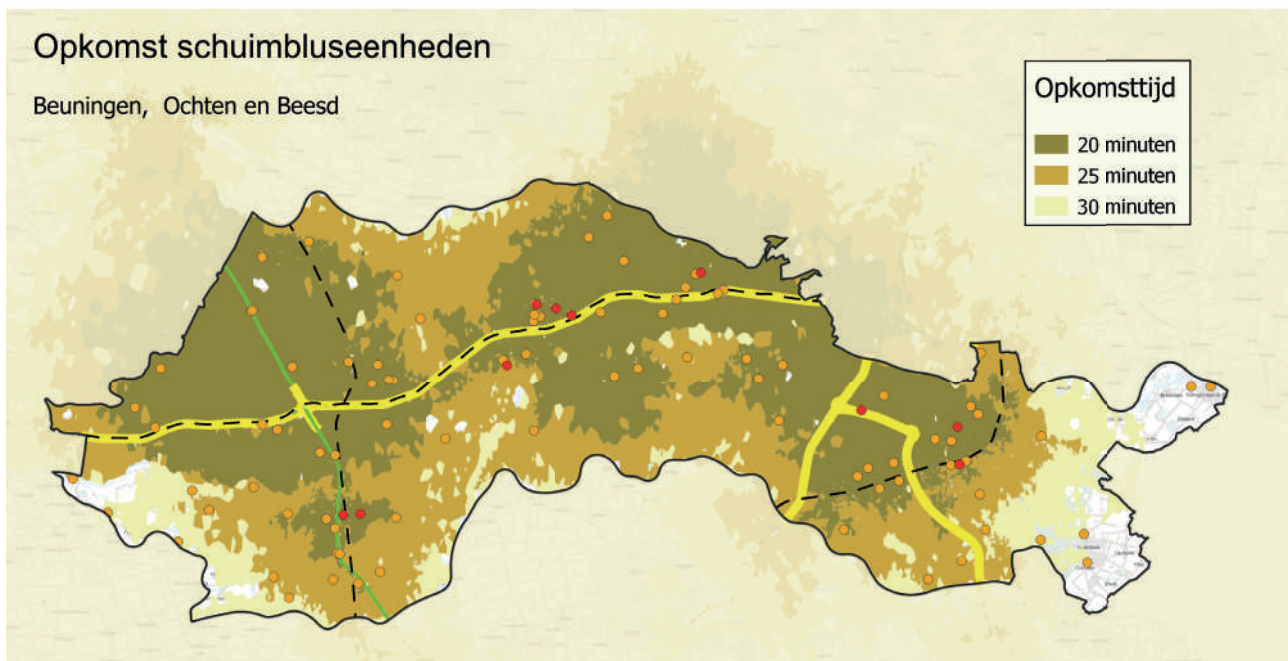 Opkomst schuimbluseenheden
Beuningen, Ochten en Beesd
Opkomsttijd
20 minuten
25 minuten
30 minuten